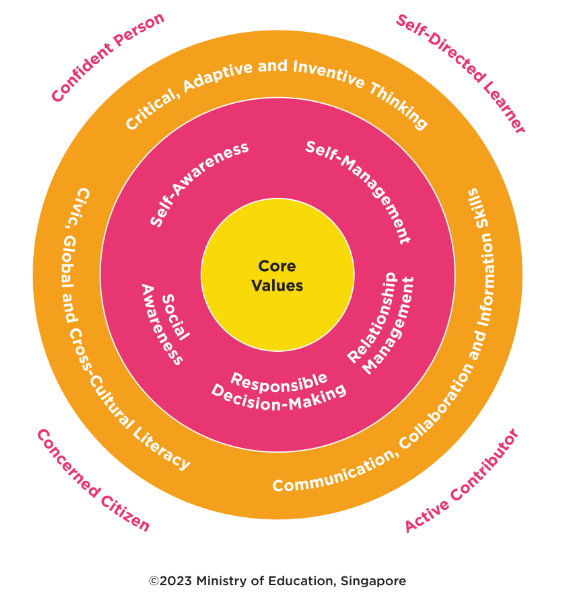 Confident Person
Self-Directed Learner
Critical, Adaptive and Inventive Thinking
Civic, Global and Cross-Cultural Literacy
Communication, Collaboration and Information Skills
Self-Awareness
Self-Management
Core
Values
Social
Awareness
Relationship
Management
Responsible
Decision-Making
Concerned Citizen
Active Contributor
©2023 Ministry of Education, Singapore